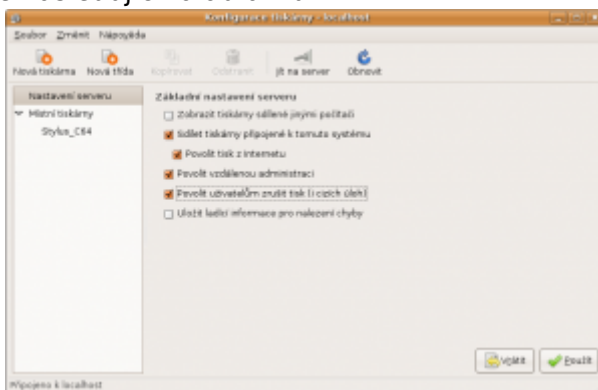 Konfigurace tiskárny - localhost
Soubor Změnit Nápověda
Nová tiskárna Nová třída Kopírovat Odstranit Jít na server Obnovit
Nastavení serveru
Místní tiskárny
Stylus_C64
Základní nastavení serveru
Zobrazit tiskárny sdílené jinými počítači
Sdílet tiskárny připojené k tomuto systému
Povolit tisk z internetu
Povolit vzdálenou administraci
Povolit uživatelům zrušit tisk (i cizích úloh)
Uložit ladicí informace pro nalezení chyby
Vrátit Použít
Připojeno k localhost